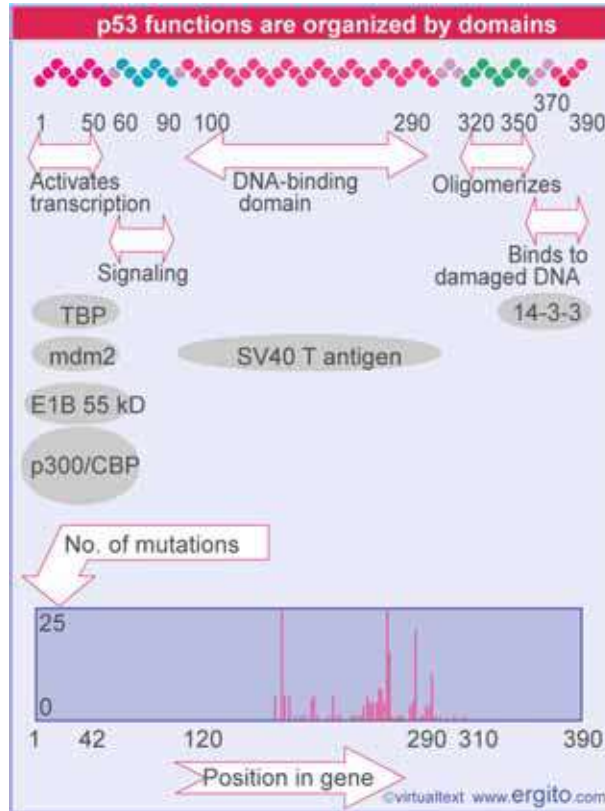 p53 functions are organized by domains
370
1 50 60 90 100 290 320 350 390
Activates
transcription
DNA-binding
domain
Oligomerizes
Signaling
Binds to
damaged DNA
TBP
14-3-3
mdm2
SV40 T antigen
E1B 55 kD
p300/CBP
No. of mutations
25
0
1 42 120 290 310 390
Position in gene
©virtualtext www.ergito.com